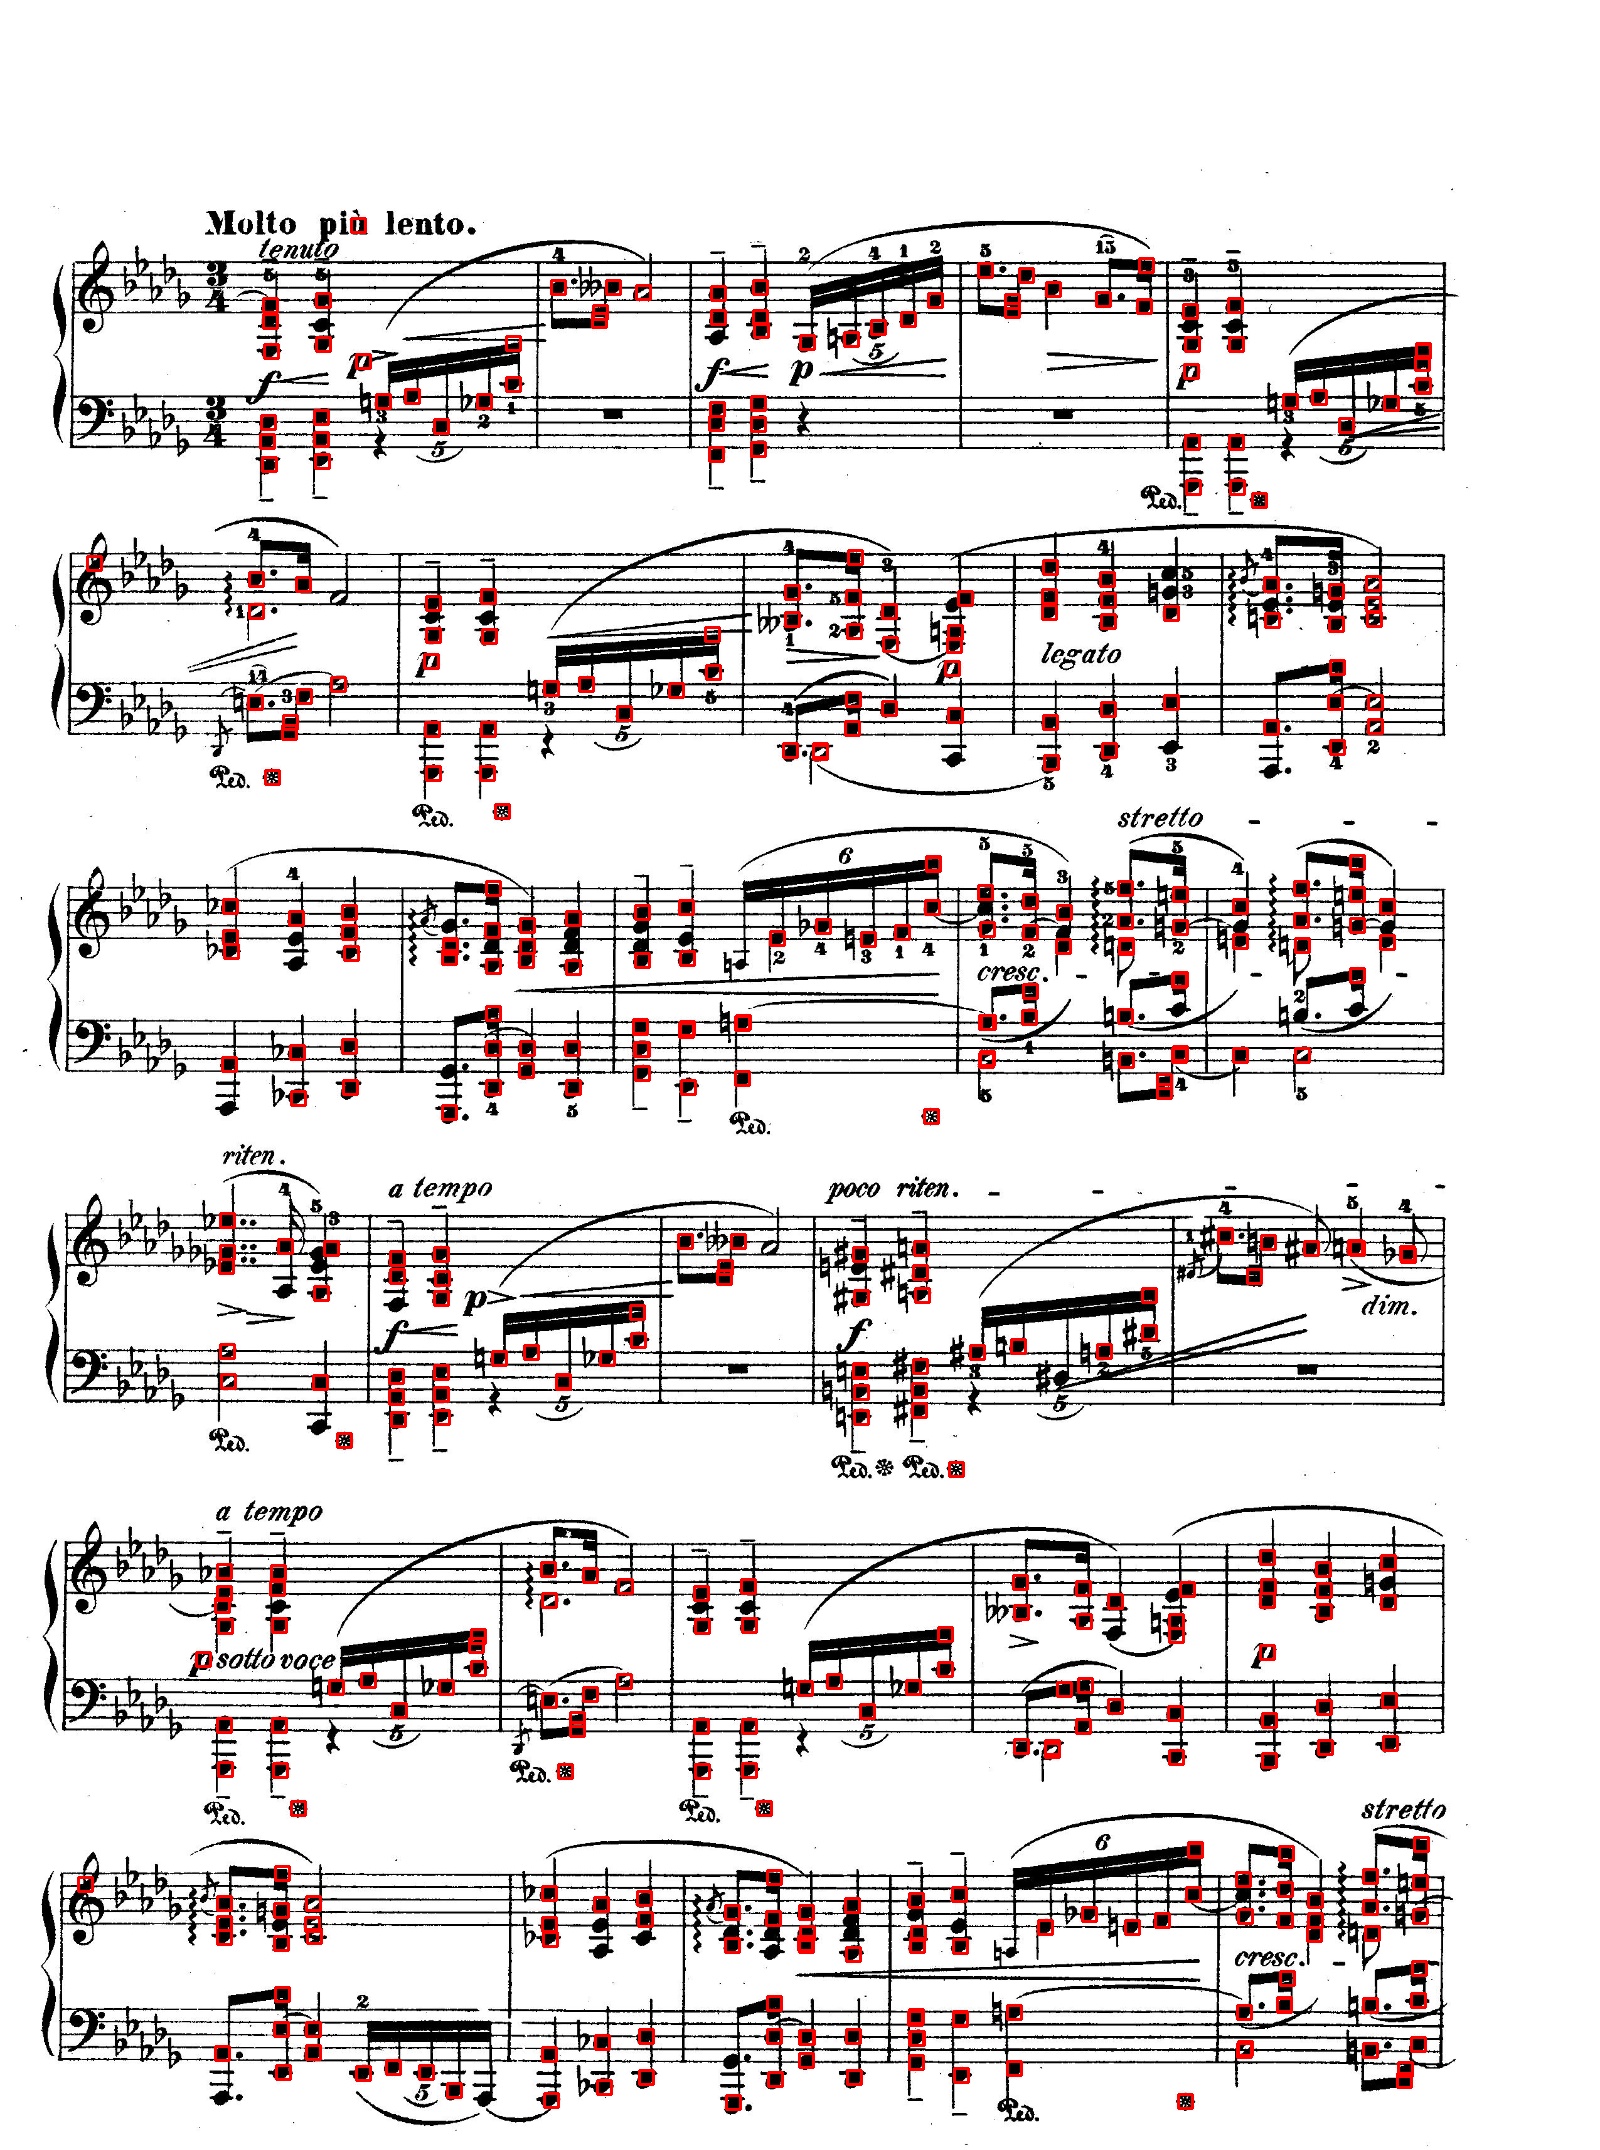 Molto più lento.
tenuto
f p f p p
Ped.
p p
legato
Ped. Ped.
stretto
cresc.
Ped.
riten. a tempo poco riten.
p
f f dim.
Ped. Ped. Ped.
a tempo
p sotto voce p
Ped. Ped. Ped.
stretto
cresc.
Ped.